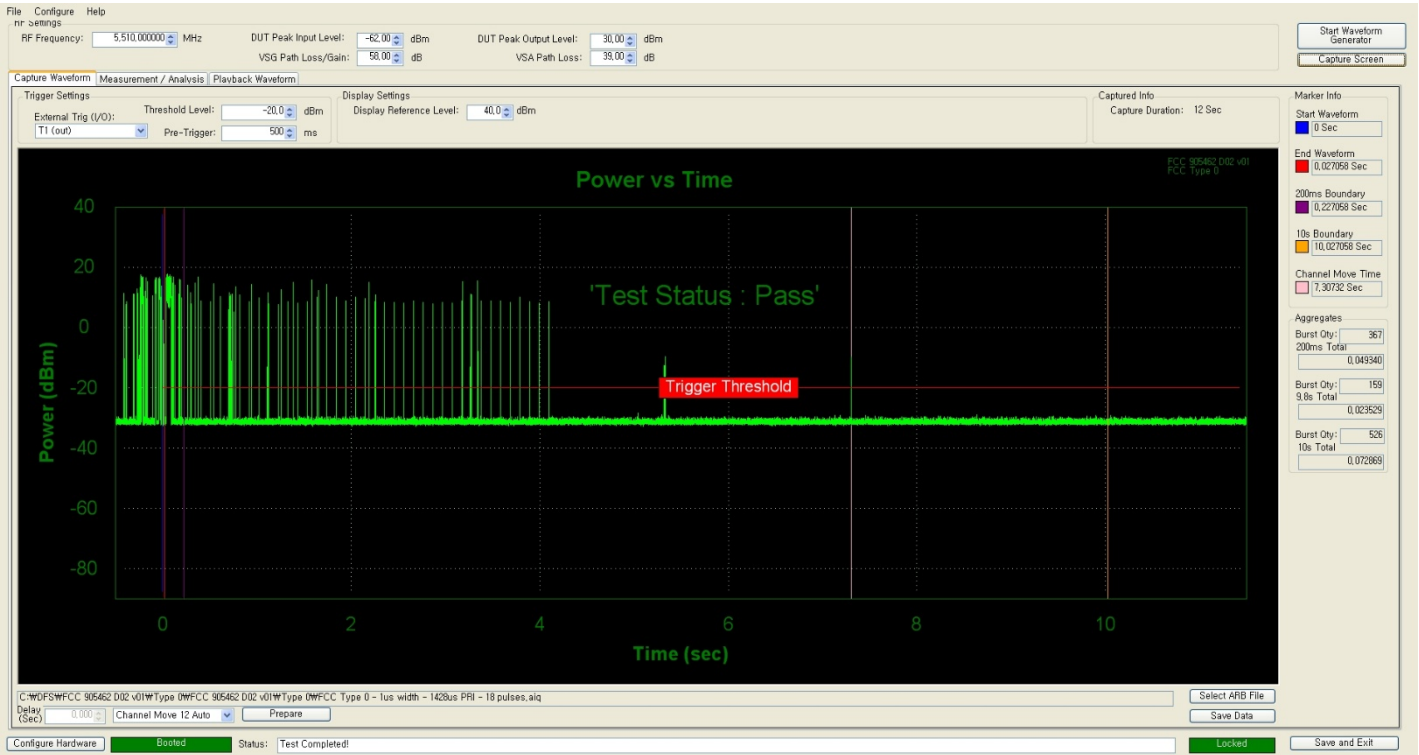 File Configure Help
RF Settings
RF Frequency: 5,510,000000 MHz DUT Peak Input Level: -62,00 dBm DUT Peak Output Level: 30,00 dBm
VSG Path Loss/Gain: 58,00 dB VSA Path Loss: 39,00 dB
Start Waveform Generator
Capture Screen
Capture Waveform Measurement / Analysis Playback Waveform
Trigger Settings
External Trig (I/O):
T1 (out)
Threshold Level: -20,0 dBm
Pre-Trigger: 500 ms
Display Settings
Display Reference Level: 40,0 dBm
Captured Info
Capture Duration: 12 Sec
Marker Info
Start Waveform
0 Sec
End Waveform
0,027058 Sec
200ms Boundary
0,227058 Sec
10s Boundary
10,027058 Sec
Channel Move Time
7,30732 Sec
Aggregates
Burst Qty: 367
200ms Total
0,049340
Burst Qty: 159
9,8s Total
0,023529
Burst Qty: 526
10s Total
0,072869
FCC 905462 D02 v01
FCC Type 0
Power vs Time
'Test Status : Pass'
Trigger Threshold
Power (dBm)
40
20
0
-20
-40
-60
-80
0 2 4 6 8 10
Time (sec)
C:₩DFS₩FCC 905462 D02 v01₩Type 0₩FCC 905462 D02 v01₩Type 0₩FCC Type 0 - 1us width - 1428us PRI - 18 pulses,aiq
Select ARB File
Delay (Sec) 0,000 Channel Move 12 Auto Prepare
Save Data
Configure Hardware Booted Status: Test Completed! Locked Save and Exit